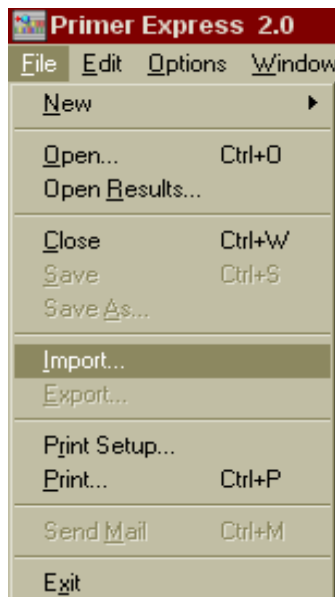 Primer Express 2.0
File Edit Options Window
New
Open... Ctrl+O
Open Results...
Close Ctrl+W
Save Ctrl+S
Save As...
Import...
Export...
Print Setup...
Print... Ctrl+P
Send Mail Ctrl+M
Exit